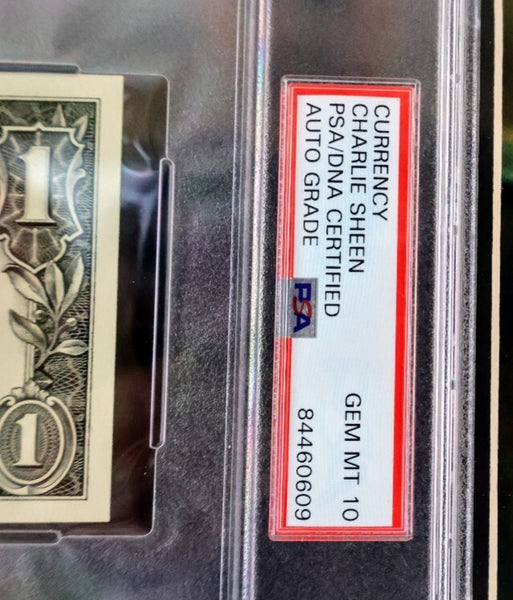 CURRENCY
CHARLIE SHEEN
PSA/DNA CERTIFIED
AUTO GRADE
GEM MT 10
84460609
PSA
1
1